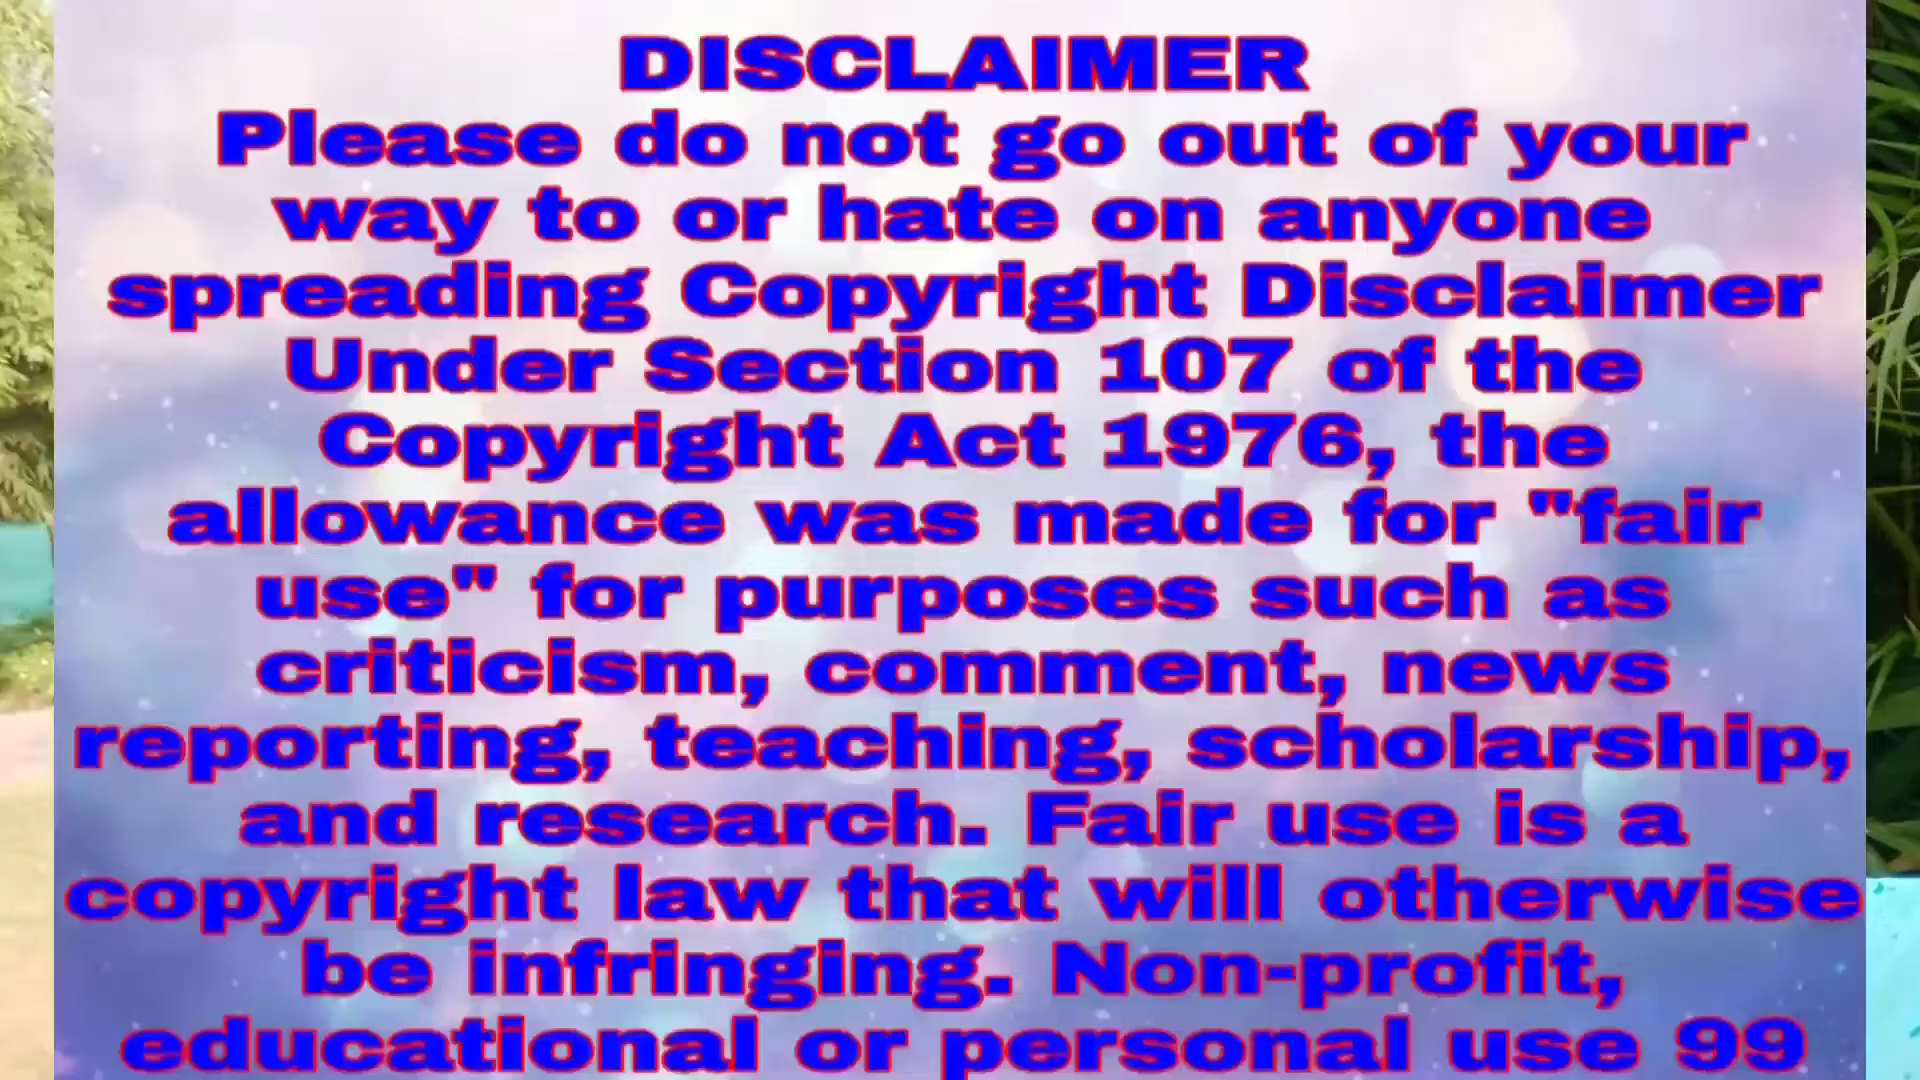 DISCLAIMER
Please do not go out of your
way to or hate on anyone
spreading Copyright Disclaimer
Under Section 107 of the
Copyright Act 1976, the
allowance was made for "fair
use" for purposes such as
criticism, comment, news
reporting, teaching, scholarship,
and research. Fair use is a
copyright law that will otherwise
be infringing. Non-profit,
educational or personal use 99